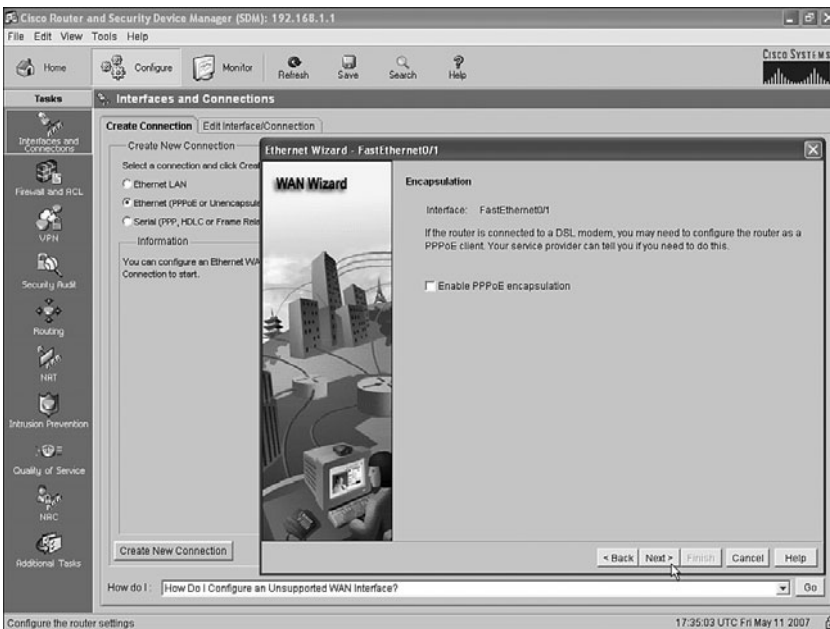 Cisco Router and Security Device Manager (SDM): 192.168.1.1
File Edit View Tools Help
Home
Configure
Monitor
Refresh
Save
Search
Help
CISCO SYSTEMS
Tasks
Interfaces and Connections
Interfaces and
Connections
Firewall and ACL
VPN
Security Audit
Routing
NAT
Intrusion Prevention
Quality of Service
NAC
Additional Tasks
Create Connection
Edit Interface/Connection
Create New Connection
Select a connection and click Crea
Ethernet LAN
Ethernet (PPPoE or Unencapsule
Serial (PPP, HDLC or Frame Rela
Information
You can configure an Ethernet WA
Connection to start.
Create New Connection
Ethernet Wizard - FastEthernet0/1
WAN Wizard
Encapsulation
Interface: FastEthernet0/1
If the router is connected to a DSL modem, you may need to configure the router as a
PPPoE client. Your service provider can tell you if you need to do this.
Enable PPPoE encapsulation
< Back
Next >
Finish
Cancel
Help
How do I :
How Do I Configure an Unsupported WAN Interface?
Go
Configure the router settings
17:35:03 UTC Fri May 11 2007